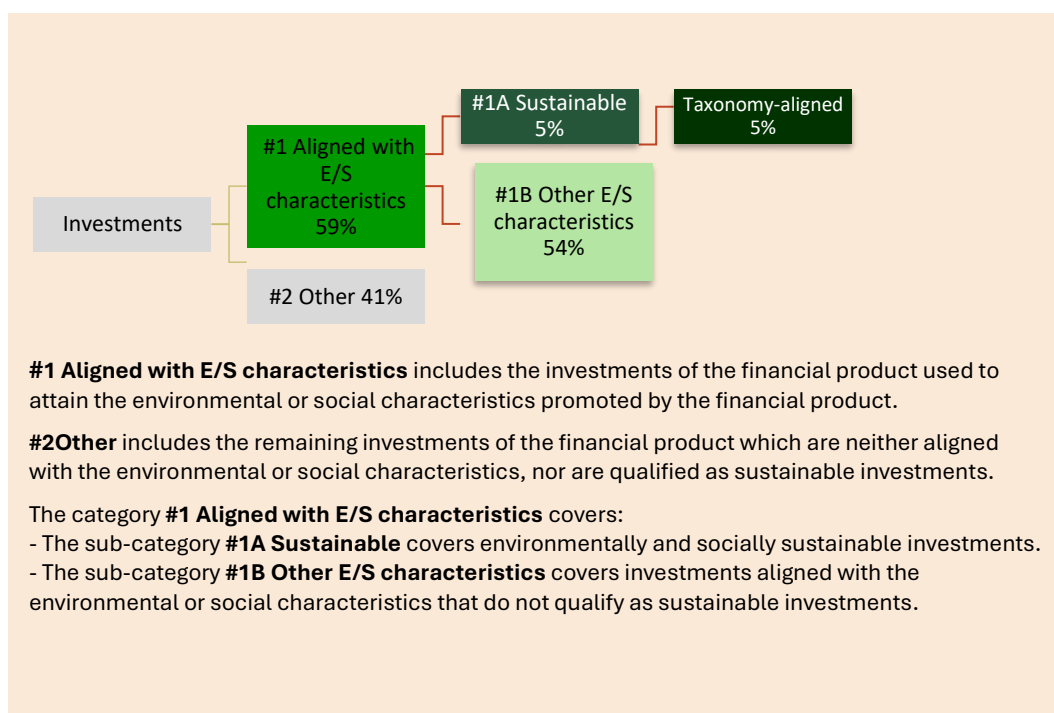 Investments
#1 Aligned with
E/S
characteristics
59%
#2 Other 41%
#1A Sustainable
5%
#1B Other E/S
characteristics
54%
Taxonomy-aligned
5%
#1 Aligned with E/S characteristics includes the investments of the financial product used to
attain the environmental or social characteristics promoted by the financial product.
#2Other includes the remaining investments of the financial product which are neither aligned
with the environmental or social characteristics, nor are qualified as sustainable investments.
The category #1 Aligned with E/S characteristics covers:
- The sub-category #1A Sustainable covers environmentally and socially sustainable investments.
- The sub-category #1B Other E/S characteristics covers investments aligned with the
environmental or social characteristics that do not qualify as sustainable investments.